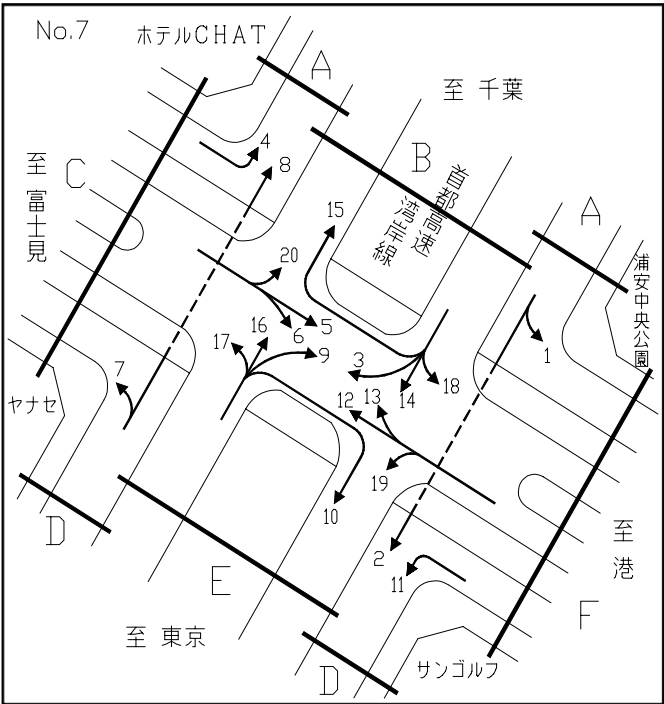 No.7
ホテルCHAT
A
至 千葉
B
首都高速
湾岸線
A
浦安中央公園
C
至 富士見
4
8
15
20
5
6
17
16
9
3
14
18
1
7
12
13
19
10
2
11
ヤナセ
D
E
至 東京
至 港
F
サンゴルフ
D